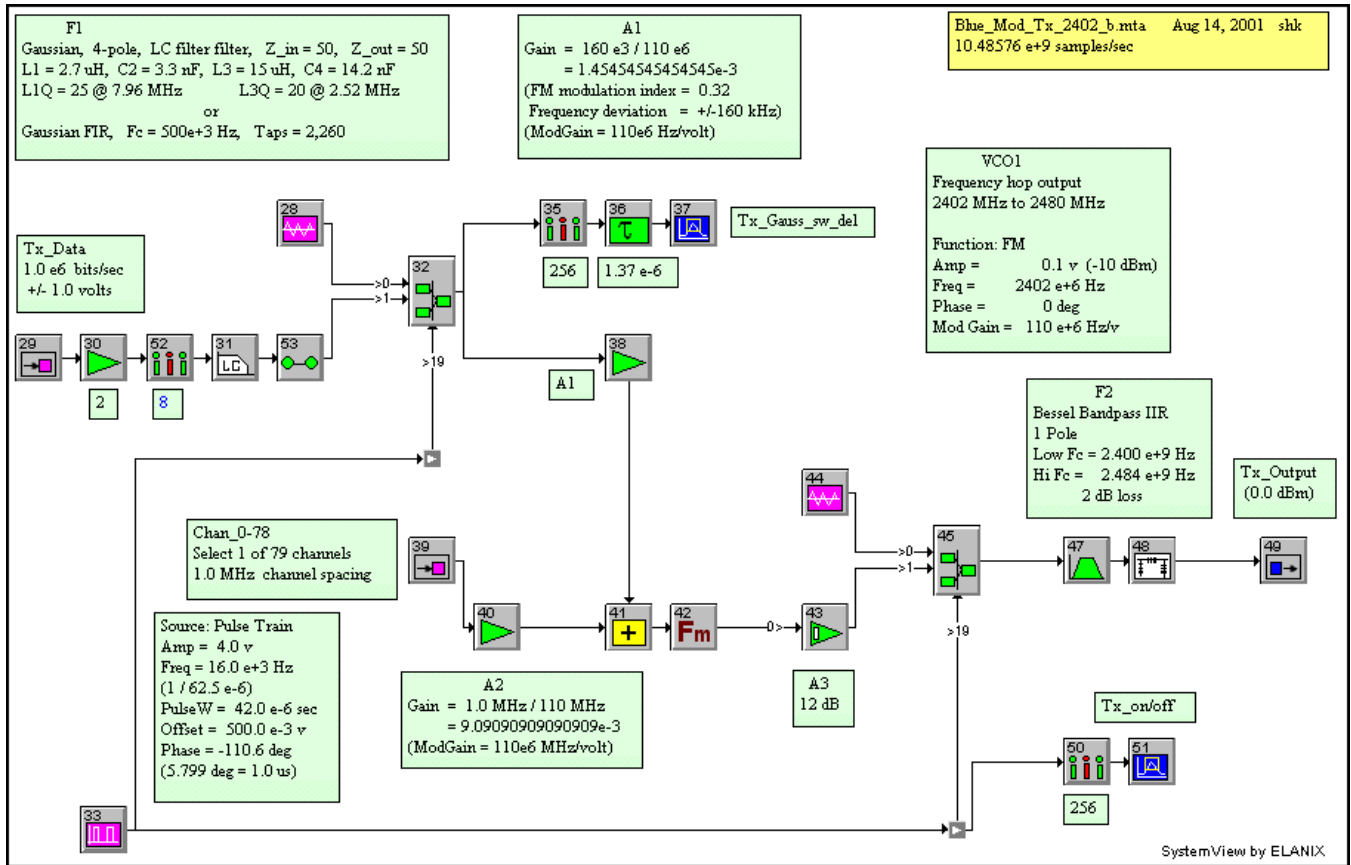 F1
Gaussian, 4-pole, LC filter filter, Z_in = 50, Z_out = 50
L1 = 2.7 uH, C2 = 3.3 nF, L3 = 15 uH, C4 = 14.2 nF
L1Q = 25 @ 7.96 MHz L3Q = 20 @ 2.52 MHz
or
Gaussian FIR, Fc = 500e+3 Hz, Taps = 2,260
A1
Gain = 160 e3 / 110 e6
= 1.45454545454545e-3
(FM modulation index = 0.32
Frequency deviation = +/-160 kHz)
(ModGain = 110e6 Hz/volt)
Blue_Mod_Tx_2402_b.mta Aug 14, 2001 shk
10.48576 e+9 samples/sec
VCO1
Frequency hop output
2402 MHz to 2480 MHz
Function: FM
Amp = 0.1 v (-10 dBm)
Freq = 2402 e+6 Hz
Phase = 0 deg
Mod Gain = 110 e+6 Hz/v
28
35
36
τ
37
Tx_Gauss_sw_del
256
1.37 e-6
Tx_Data
1.0 e6 bits/sec
+/- 1.0 volts
32
>0
>1
>19
29
30
52
31
LC
53
2
8
38
A1
F2
Bessel Bandpass IIR
1 Pole
Low Fc = 2.400 e+9 Hz
Hi Fc = 2.484 e+9 Hz
2 dB loss
Tx_Output
(0.0 dBm)
44
Chan_0-78
Select 1 of 79 channels
1.0 MHz channel spacing
39
45
>0
>1
>19
47
48
49
40
41
+
42
Fm
0>
43
Source: Pulse Train
Amp = 4.0 v
Freq = 16.0 e+3 Hz
(1 / 62.5 e-6)
PulseW = 42.0 e-6 sec
Offset = 500.0 e-3 v
Phase = -110.6 deg
(5.799 deg = 1.0 us)
A2
Gain = 1.0 MHz / 110 MHz
= 9.09090909090909e-3
(ModGain = 110e6 MHz/volt)
A3
12 dB
Tx_on/off
50
51
256
33
SystemView by ELANIX